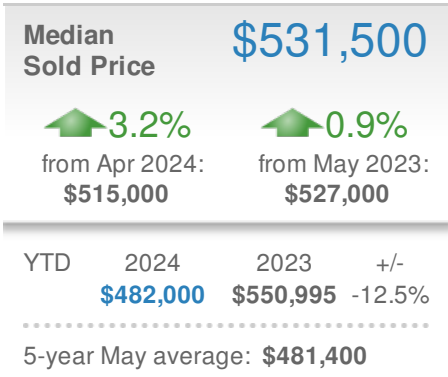 Median
Sold Price
$531,500
3.2%
from Apr 2024:
$515,000
0.9%
from May 2023:
$527,000
YTD 2024 2023 +/-
$482,000 $550,995 -12.5%
5-year May average: $481,400